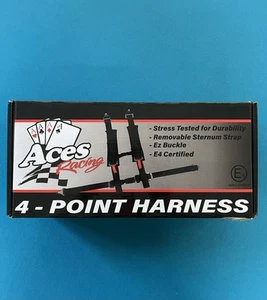 Aces
Racing
- Stress Tested for Durability
- Removable Sternum Strap
- Ez Buckle
- E4 Certified
4 - POINT HARNESS